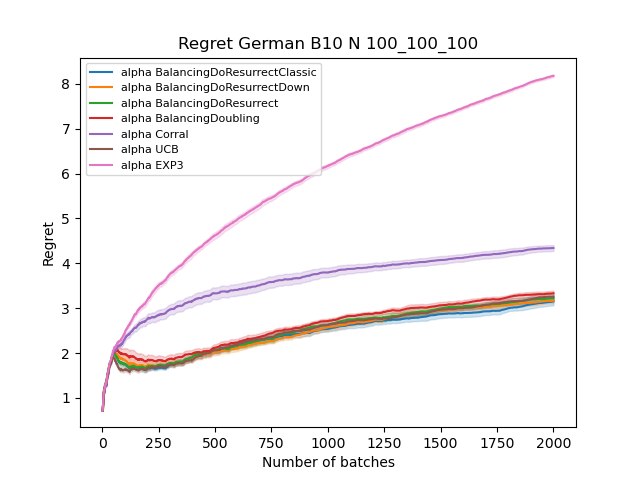 Regret German B10 N 100_100_100
alpha BalancingDoResurrectClassic
alpha BalancingDoResurrectDown
alpha BalancingDoResurrect
alpha BalancingDoubling
alpha Corral
alpha UCB
alpha EXP3
Regret
8
7
6
5
4
3
2
1
0 250 500 750 1000 1250 1500 1750 2000
Number of batches